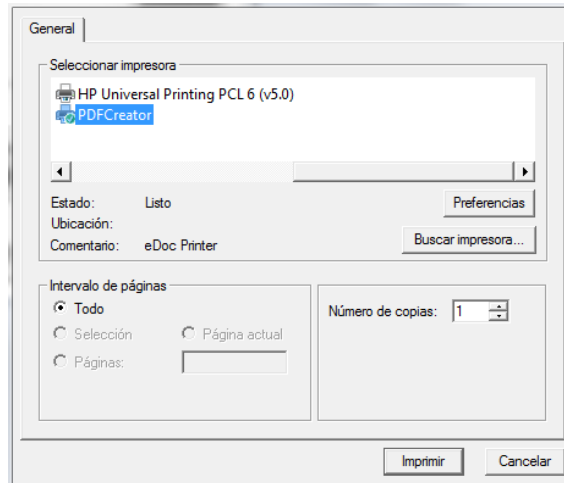 General
Seleccionar impresora
HP Universal Printing PCL 6 (v5.0)
PDFCreator
Estado: Listo
Preferencias
Ubicación:
Comentario: eDoc Printer
Buscar impresora...
Intervalo de páginas
Todo
Selección Página actual
Páginas:
Número de copias: 1
Imprimir Cancelar